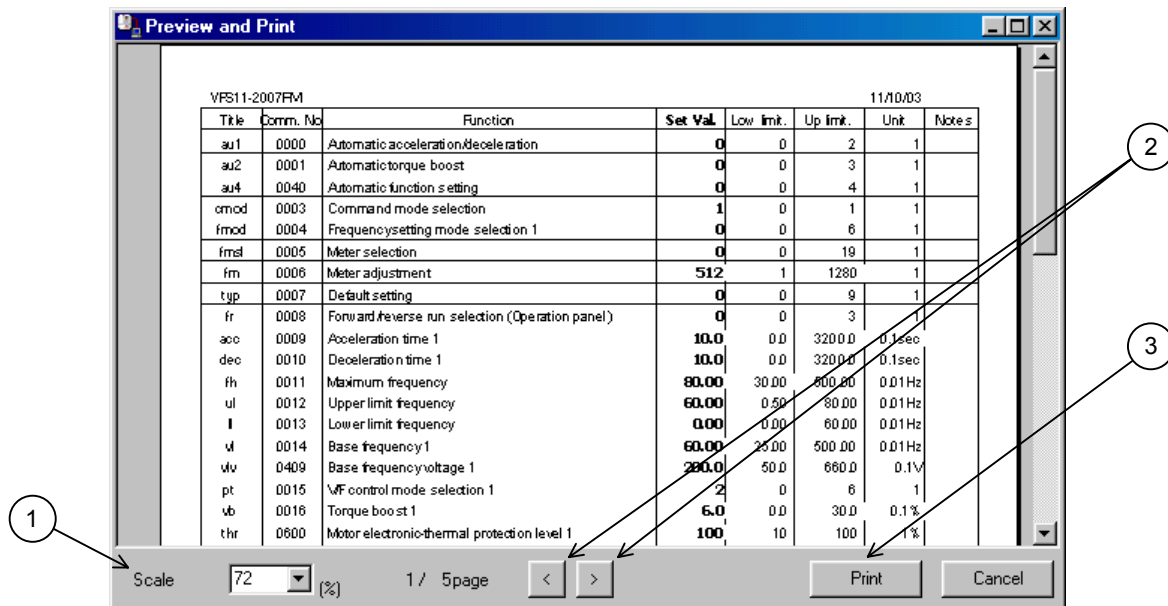 Preview and Print
VFS11-2007FM 11/10/03
Title Comm. No Function Set Val. Low limit. Up limit. Unit Notes
au1 0000 Automatic acceleration/deceleration 0 0 2 1
au2 0001 Automatic torque boost 0 0 3 1
au4 0040 Automatic function setting 0 0 4 1
cmod 0003 Command mode selection 1 0 1 1
fmod 0004 Frequency setting mode selection 1 0 0 6 1
fmsl 0005 Meter selection 0 0 19 1
fm 0006 Meter adjustment 512 1 1280 1
typ 0007 Default setting 0 0 9 1
fr 0008 Forward/reverse run selection (Operation panel) 0 0 3 1
acc 0009 Acceleration time 1 10.0 0.0 3200.0 0.1sec
dec 0010 Deceleration time 1 10.0 0.0 3200.0 0.1sec
fh 0011 Maximum frequency 80.00 30.00 500.00 0.01Hz
ul 0012 Upper limit frequency 60.00 0.50 80.00 0.01Hz
ll 0013 Lower limit frequency 0.00 0.00 60.00 0.01Hz
vl 0014 Base frequency 1 60.00 25.00 500.00 0.01Hz
vlv 0409 Base frequency voltage 1 200.0 50.0 660.0 0.1V
pt 0015 V/F control mode selection 1 2 0 6 1
vb 0016 Torque boost 1 6.0 0.0 30.0 0.1%
thr 0600 Motor electronic-thermal protection level 1 100 10 100 1%
Scale 72 (%) 1 / 5page < > Print Cancel
1
2
3